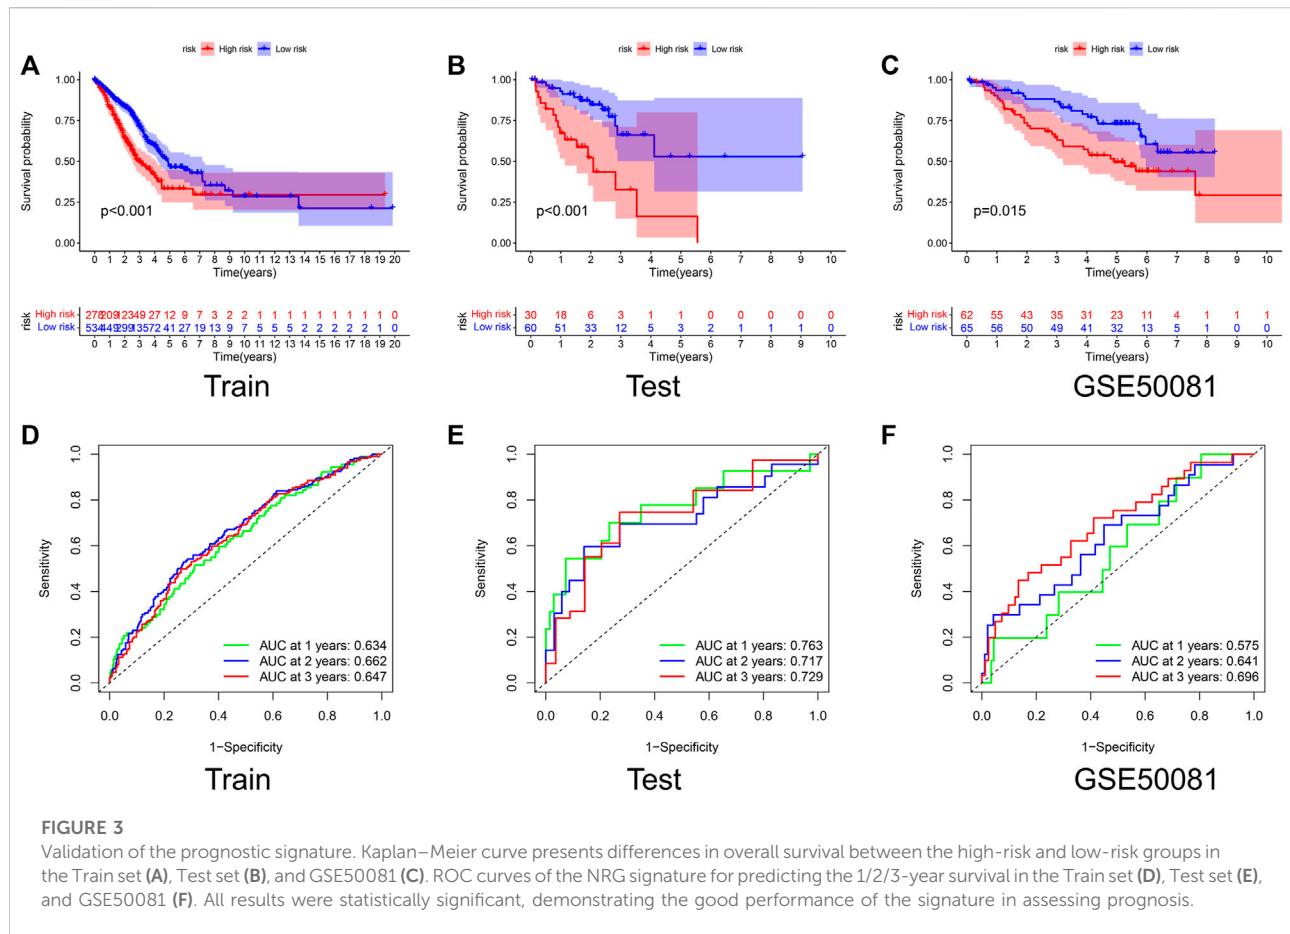 risk High risk Low risk
A
Survival probability
1.00
0.75
0.50
0.25
0.00
p<0.001
0 1 2 3 4 5 6 7 8 9 10 11 12 13 14 15 16 17 18 19 20
Time(years)
risk
High risk 278 209 123 49 27 12 9 7 3 2 2 1 1 1 1 1 1 1 1 1 0
Low risk 534 449 299 135 72 41 27 19 13 9 7 5 5 5 2 2 2 2 2 1 0
0 1 2 3 4 5 6 7 8 9 10 11 12 13 14 15 16 17 18 19 20
Time(years)
Train
risk High risk Low risk
B
Survival probability
1.00
0.75
0.50
0.25
0.00
p<0.001
0 1 2 3 4 5 6 7 8 9 10
Time(years)
risk
High risk 30 18 6 3 1 1 0 0 0 0 0
Low risk 60 51 33 12 5 3 2 1 1 1 0
0 1 2 3 4 5 6 7 8 9 10
Time(years)
Test
risk High risk Low risk
C
Survival probability
1.00
0.75
0.50
0.25
0.00
p=0.015
0 1 2 3 4 5 6 7 8 9 10
Time(years)
risk
High risk 62 55 43 35 31 23 11 4 1 1 1
Low risk 65 56 50 49 41 32 13 5 1 0 0
0 1 2 3 4 5 6 7 8 9 10
Time(years)
GSE50081
D
Sensitivity
1.0
0.8
0.6
0.4
0.2
0.0
AUC at 1 years: 0.634
AUC at 2 years: 0.662
AUC at 3 years: 0.647
0.0 0.2 0.4 0.6 0.8 1.0
1−Specificity
Train
E
Sensitivity
1.0
0.8
0.6
0.4
0.2
0.0
AUC at 1 years: 0.763
AUC at 2 years: 0.717
AUC at 3 years: 0.729
0.0 0.2 0.4 0.6 0.8 1.0
1−Specificity
Test
F
Sensitivity
1.0
0.8
0.6
0.4
0.2
0.0
AUC at 1 years: 0.575
AUC at 2 years: 0.641
AUC at 3 years: 0.696
0.0 0.2 0.4 0.6 0.8 1.0
1−Specificity
GSE50081
FIGURE 3
Validation of the prognostic signature. Kaplan–Meier curve presents differences in overall survival between the high-risk and low-risk groups in
the Train set (A), Test set (B), and GSE50081 (C). ROC curves of the NRG signature for predicting the 1/2/3-year survival in the Train set (D), Test set (E),
and GSE50081 (F). All results were statistically significant, demonstrating the good performance of the signature in assessing prognosis.